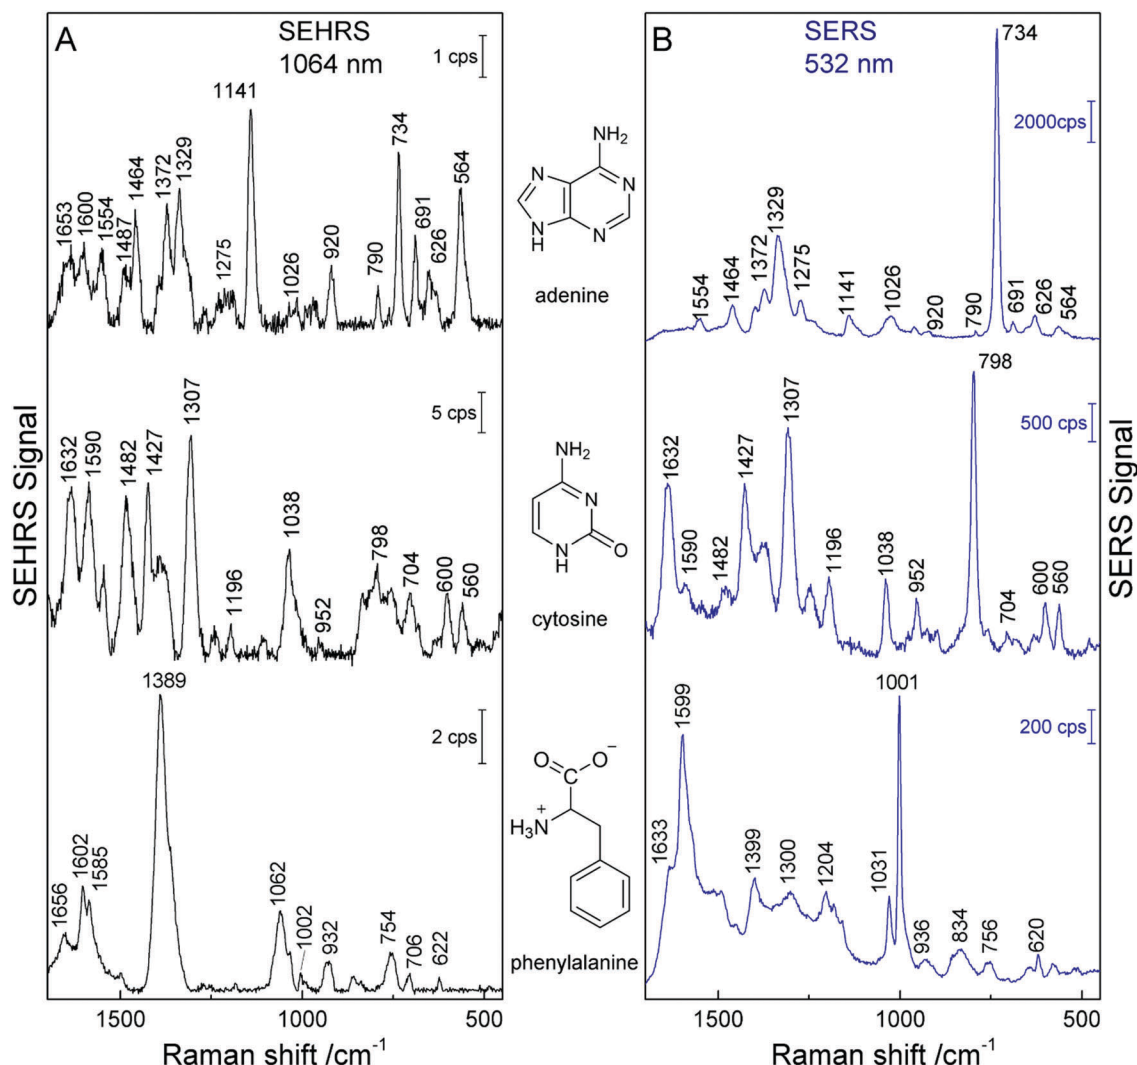 A
SEHRS
1064 nm
1 cps
1653
1600
1554
1487
1464
1372
1329
1275
1141
1026
920
790
734
691
626
564
5 cps
1632
1590
1482
1427
1307
1196
1038
952
798
704
600
560
2 cps
1656
1602
1585
1389
1062
1002
932
754
706
622
SEHRS Signal
1500
1000
500
Raman shift /cm⁻¹
NH₂
N
N
N
NH
adenine
NH₂
N
NH
O
cytosine
O
O⁻
C
H₃N⁺
phenylalanine
B
SERS
532 nm
2000cps
1554
1464
1372
1329
1275
1141
1026
920
790
734
691
626
564
500 cps
1632
1590
1482
1427
1307
1196
1038
952
798
704
600
560
200 cps
1633
1599
1399
1300
1204
1031
1001
936
834
756
620
SERS Signal
1500
1000
500
Raman shift /cm⁻¹